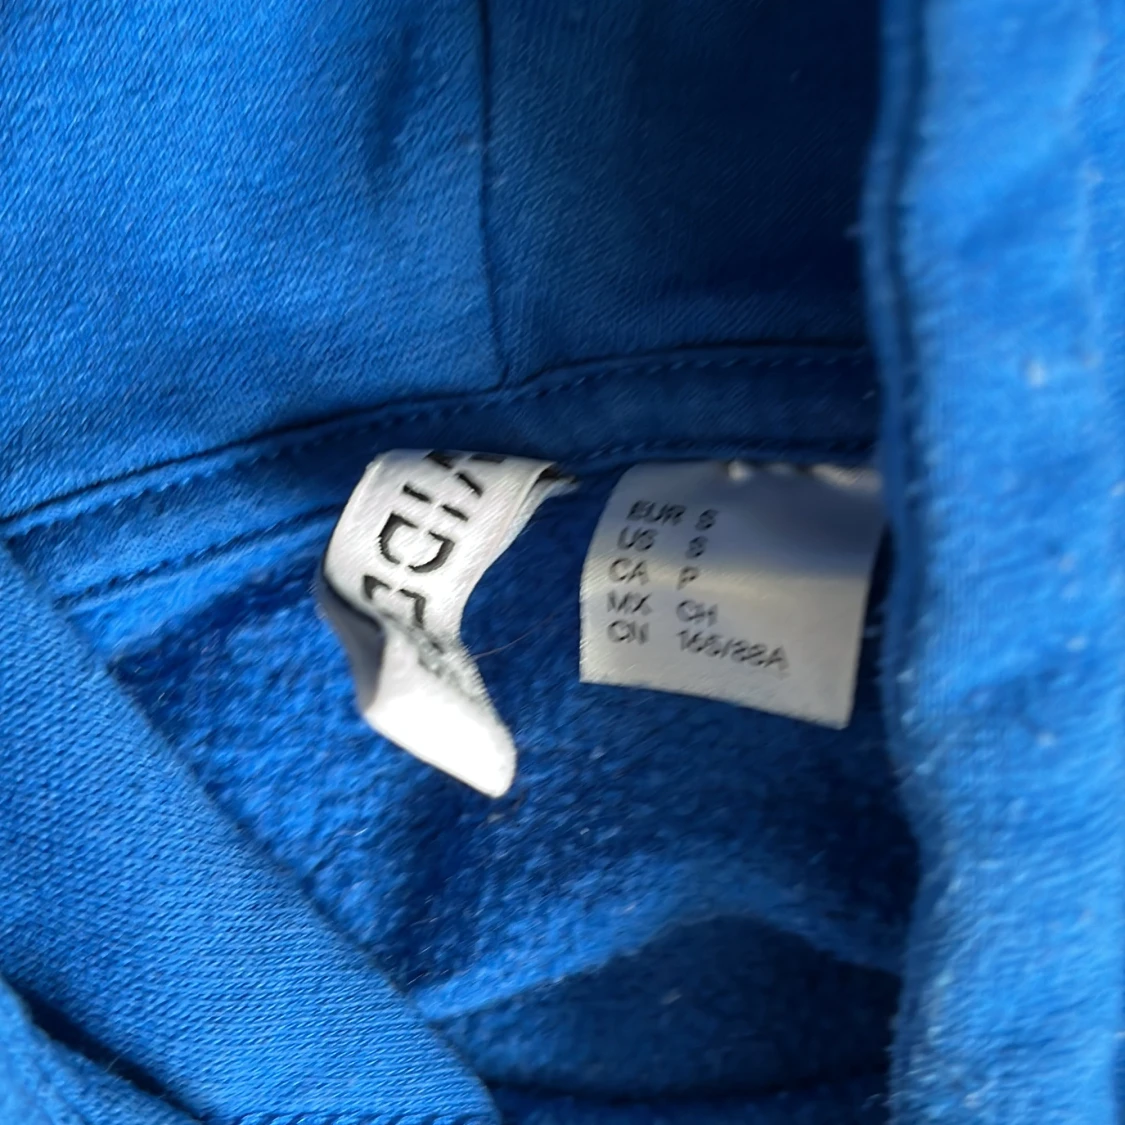 EUR S
US S
CA P
MX CH
CN 165/88A